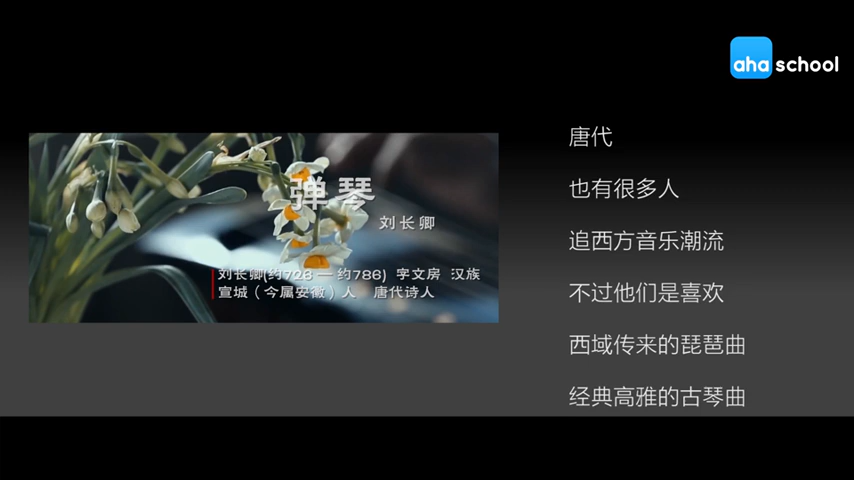 aha school
弹琴
刘长卿
刘长卿(约726 — 约786) 字文房 汉族
宣城（今属安徽）人 唐代诗人
唐代
也有很多人
追西方音乐潮流
不过他们是喜欢
西域传来的琵琶曲
经典高雅的古琴曲